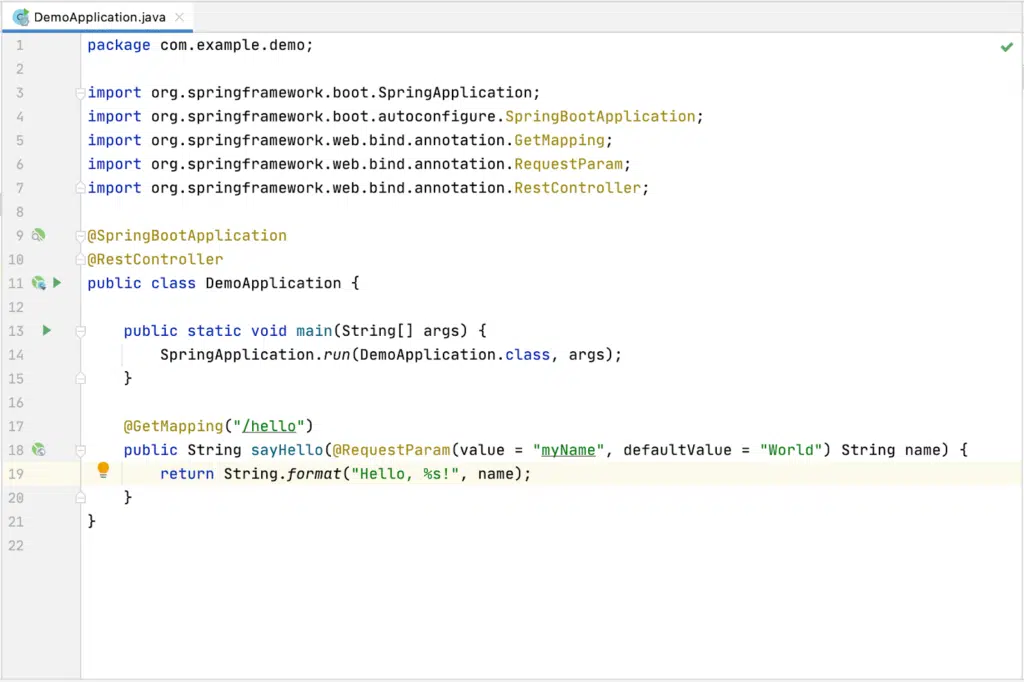 DemoApplication.java
1 package com.example.demo;
2
3 import org.springframework.boot.SpringApplication;
4 import org.springframework.boot.autoconfigure.SpringBootApplication;
5 import org.springframework.web.bind.annotation.GetMapping;
6 import org.springframework.web.bind.annotation.RequestParam;
7 import org.springframework.web.bind.annotation.RestController;
8
9 @SpringBootApplication
10 @RestController
11 public class DemoApplication {
12
13     public static void main(String[] args) {
14         SpringApplication.run(DemoApplication.class, args);
15     }
16
17     @GetMapping("/hello")
18     public String sayHello(@RequestParam(value = "myName", defaultValue = "World") String name) {
19         return String.format("Hello, %s!", name);
20     }
21 }
22